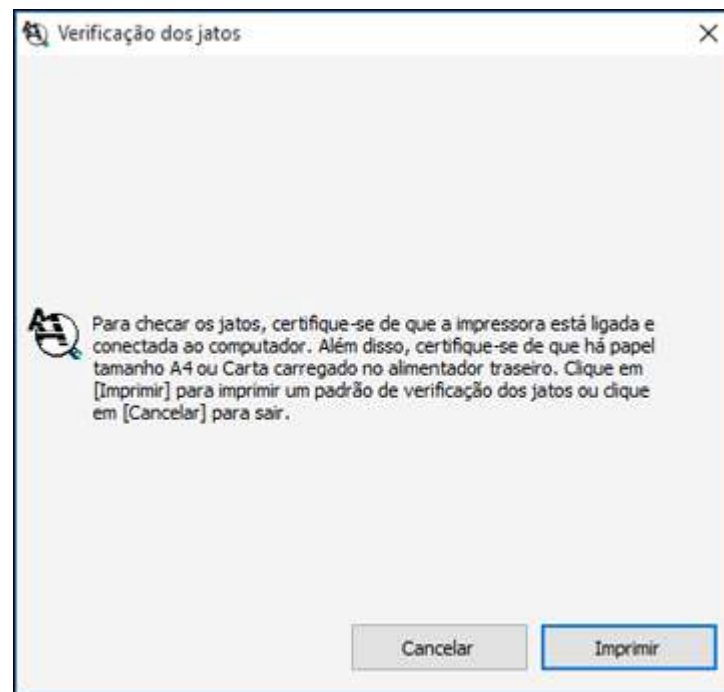 Verificação dos jatos
Para checar os jatos, certifique-se de que a impressora está ligada e
conectada ao computador. Além disso, certifique-se de que há papel
tamanho A4 ou Carta carregado no alimentador traseiro. Clique em
[Imprimir] para imprimir um padrão de verificação dos jatos ou clique
em [Cancelar] para sair.
Cancelar
Imprimir